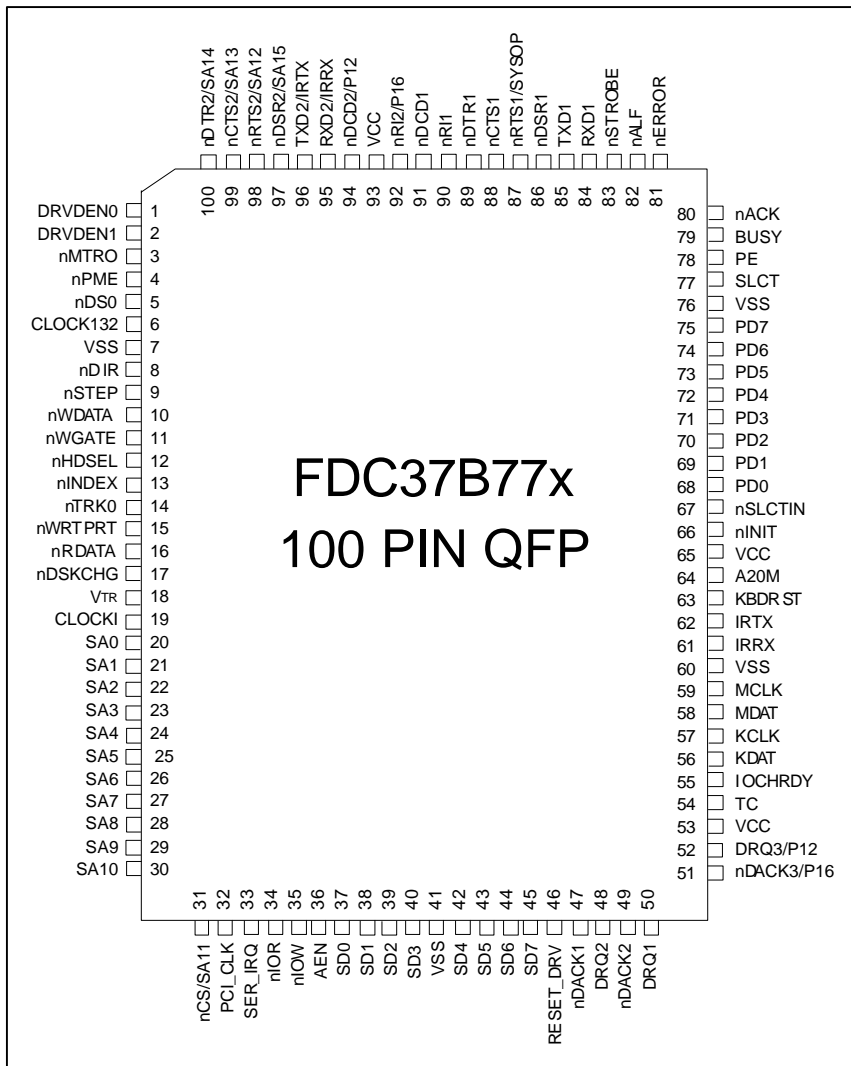 nDTR2/SA14
nCTS2/SA13
nRTS2/SA12
nDSR2/SA15
TXD2/IRTX
RXD2/IRRX
nDCD2/P12
VCC
nRI2/P16
nDCD1
nRI1
nDTR1
nCTS1
nRTS1/SYSOP
nDSR1
TXD1
RXD1
nSTROBE
nALF
nERROR
100 99 98 97 96 95 94 93 92 91 90 89 88 87 86 85 84 83 82 81
DRVDEN0 1
DRVDEN1 2
nMTRO 3
nPME 4
nDS0 5
CLOCK132 6
VSS 7
nDIR 8
nSTEP 9
nWDATA 10
nWGATE 11
nHDSEL 12
nINDEX 13
nTRK0 14
nWRTPRT 15
nRDATA 16
nDSKCHG 17
VTR 18
CLOCKI 19
SA0 20
SA1 21
SA2 22
SA3 23
SA4 24
SA5 25
SA6 26
SA7 27
SA8 28
SA9 29
SA10 30
FDC37B77x
100 PIN QFP
80 nACK
79 BUSY
78 PE
77 SLCT
76 VSS
75 PD7
74 PD6
73 PD5
72 PD4
71 PD3
70 PD2
69 PD1
68 PD0
67 nSLCTIN
66 nINIT
65 VCC
64 A20M
63 KBDRST
62 IRTX
61 IRRX
60 VSS
59 MCLK
58 MDAT
57 KCLK
56 KDAT
55 IOCHRDY
54 TC
53 VCC
52 DRQ3/P12
51 nDACK3/P16
31 32 33 34 35 36 37 38 39 40 41 42 43 44 45 46 47 48 49 50
nCS/SA11
PCI_CLK
SER_IRQ
nIOR
nIOW
AEN
SD0
SD1
SD2
SD3
VSS
SD4
SD5
SD6
SD7
RESET_DRV
nDACK1
DRQ2
nDACK2
DRQ1